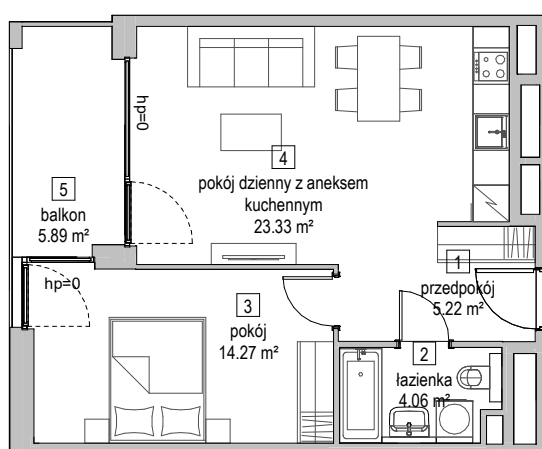 hp=0
4
pokój dzienny z aneksem
kuchennym
23.33 m²
5
balkon
5.89 m²
1
przedpokój
5.22 m²
hp=0
3
pokój
14.27 m²
2
łazienka
4.06 m²